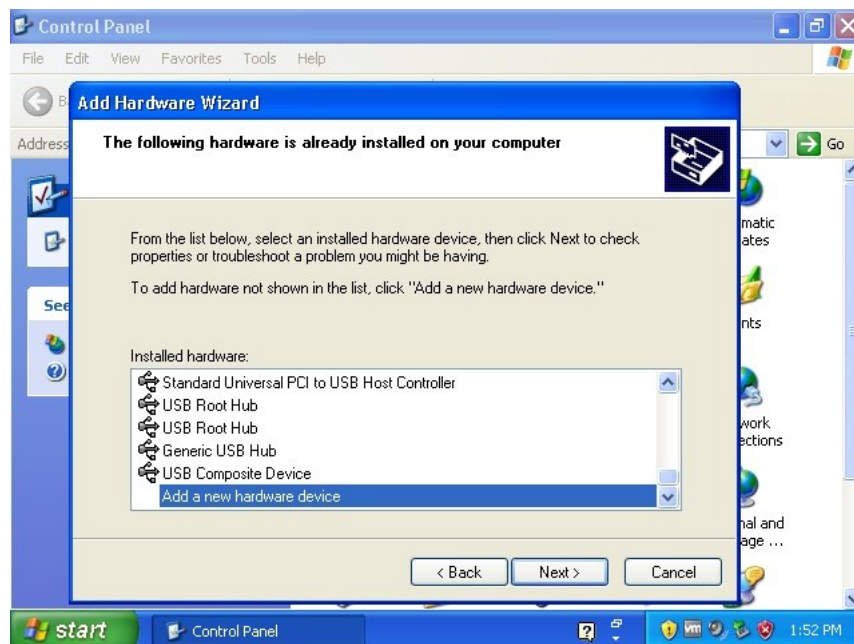 Control Panel
File Edit View Favorites Tools Help
Add Hardware Wizard
Address
Go
The following hardware is already installed on your computer
From the list below, select an installed hardware device, then click Next to check
properties or troubleshoot a problem you might be having.
To add hardware not shown in the list, click "Add a new hardware device."
Installed hardware:
Standard Universal PCI to USB Host Controller
USB Root Hub
USB Root Hub
Generic USB Hub
USB Composite Device
Add a new hardware device
< Back
Next >
Cancel
See
matic
ates
nts
work
ections
nal and
age ...
start
Control Panel
1:52 PM